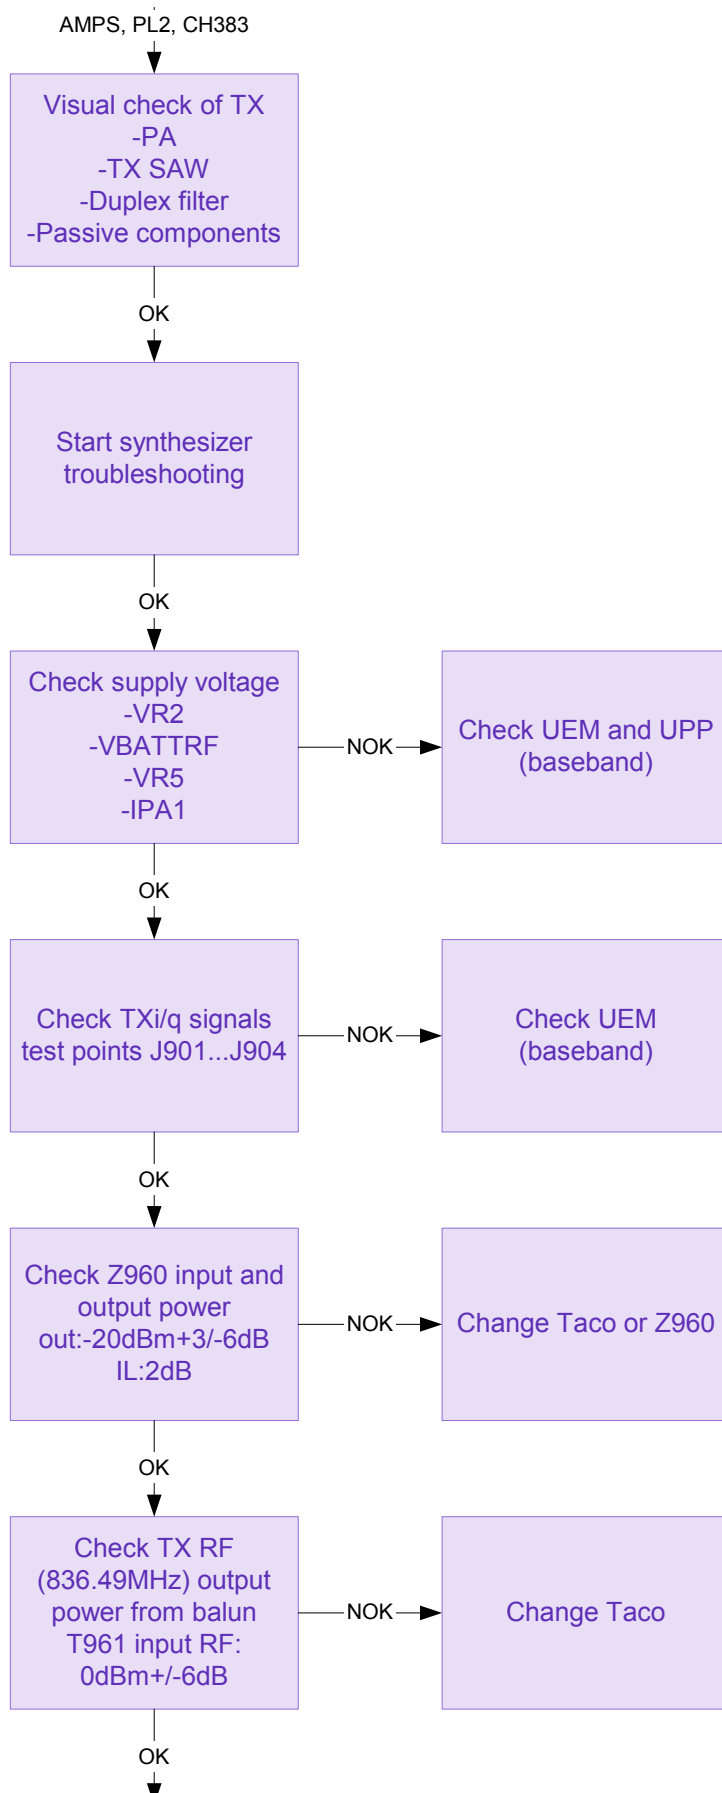 AMPS, PL2, CH383
Visual check of TX
-PA
-TX SAW
-Duplex filter
-Passive components
OK
Start synthesizer
troubleshooting
OK
Check supply voltage
-VR2
-VBATTRF
-VR5
-IPA1
NOK
Check UEM and UPP
(baseband)
OK
Check TXi/q signals
test points J901...J904
NOK
Check UEM
(baseband)
OK
Check Z960 input and
output power
out:-20dBm+3/-6dB
IL:2dB
NOK
Change Taco or Z960
OK
Check TX RF
(836.49MHz) output
power from balun
T961 input RF:
0dBm+/-6dB
NOK
Change Taco
OK